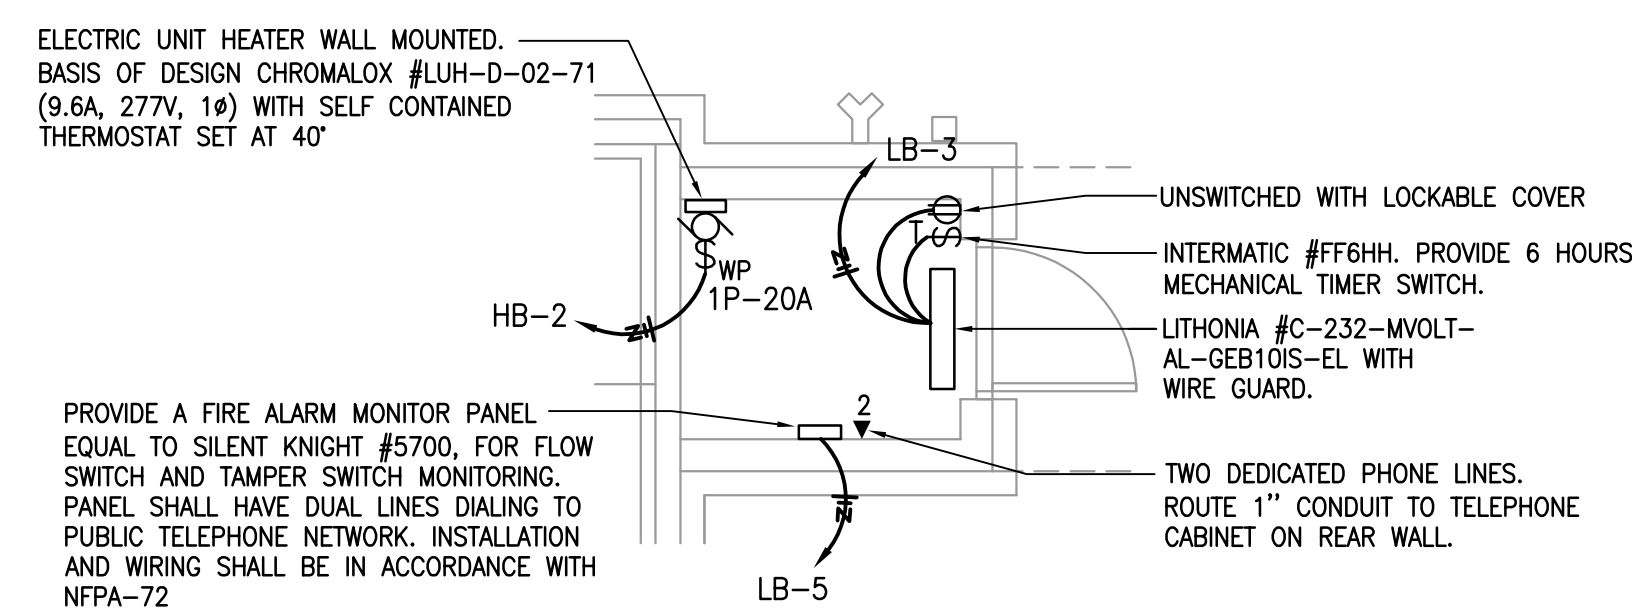 ELECTRIC UNIT HEATER WALL MOUNTED.
BASIS OF DESIGN CHROMALOX #LUH-D-02-71
(9.6A, 277V, 1ø) WITH SELF CONTAINED
THERMOSTAT SET AT 40°
LB-3
UNSWITCHED WITH LOCKABLE COVER
T
S
INTERMATIC #FF6HH. PROVIDE 6 HOURS
MECHANICAL TIMER SWITCH.
S
WP
1P-20A
N
HB-2
N
LITHONIA #C-232-MVOLT-
AL-GEB10IS-EL WITH
WIRE GUARD.
PROVIDE A FIRE ALARM MONITOR PANEL
EQUAL TO SILENT KNIGHT #5700, FOR FLOW
SWITCH AND TAMPER SWITCH MONITORING.
PANEL SHALL HAVE DUAL LINES DIALING TO
PUBLIC TELEPHONE NETWORK. INSTALLATION
AND WIRING SHALL BE IN ACCORDANCE WITH
NFPA-72
2
TWO DEDICATED PHONE LINES.
ROUTE 1" CONDUIT TO TELEPHONE
CABINET ON REAR WALL.
N
LB-5